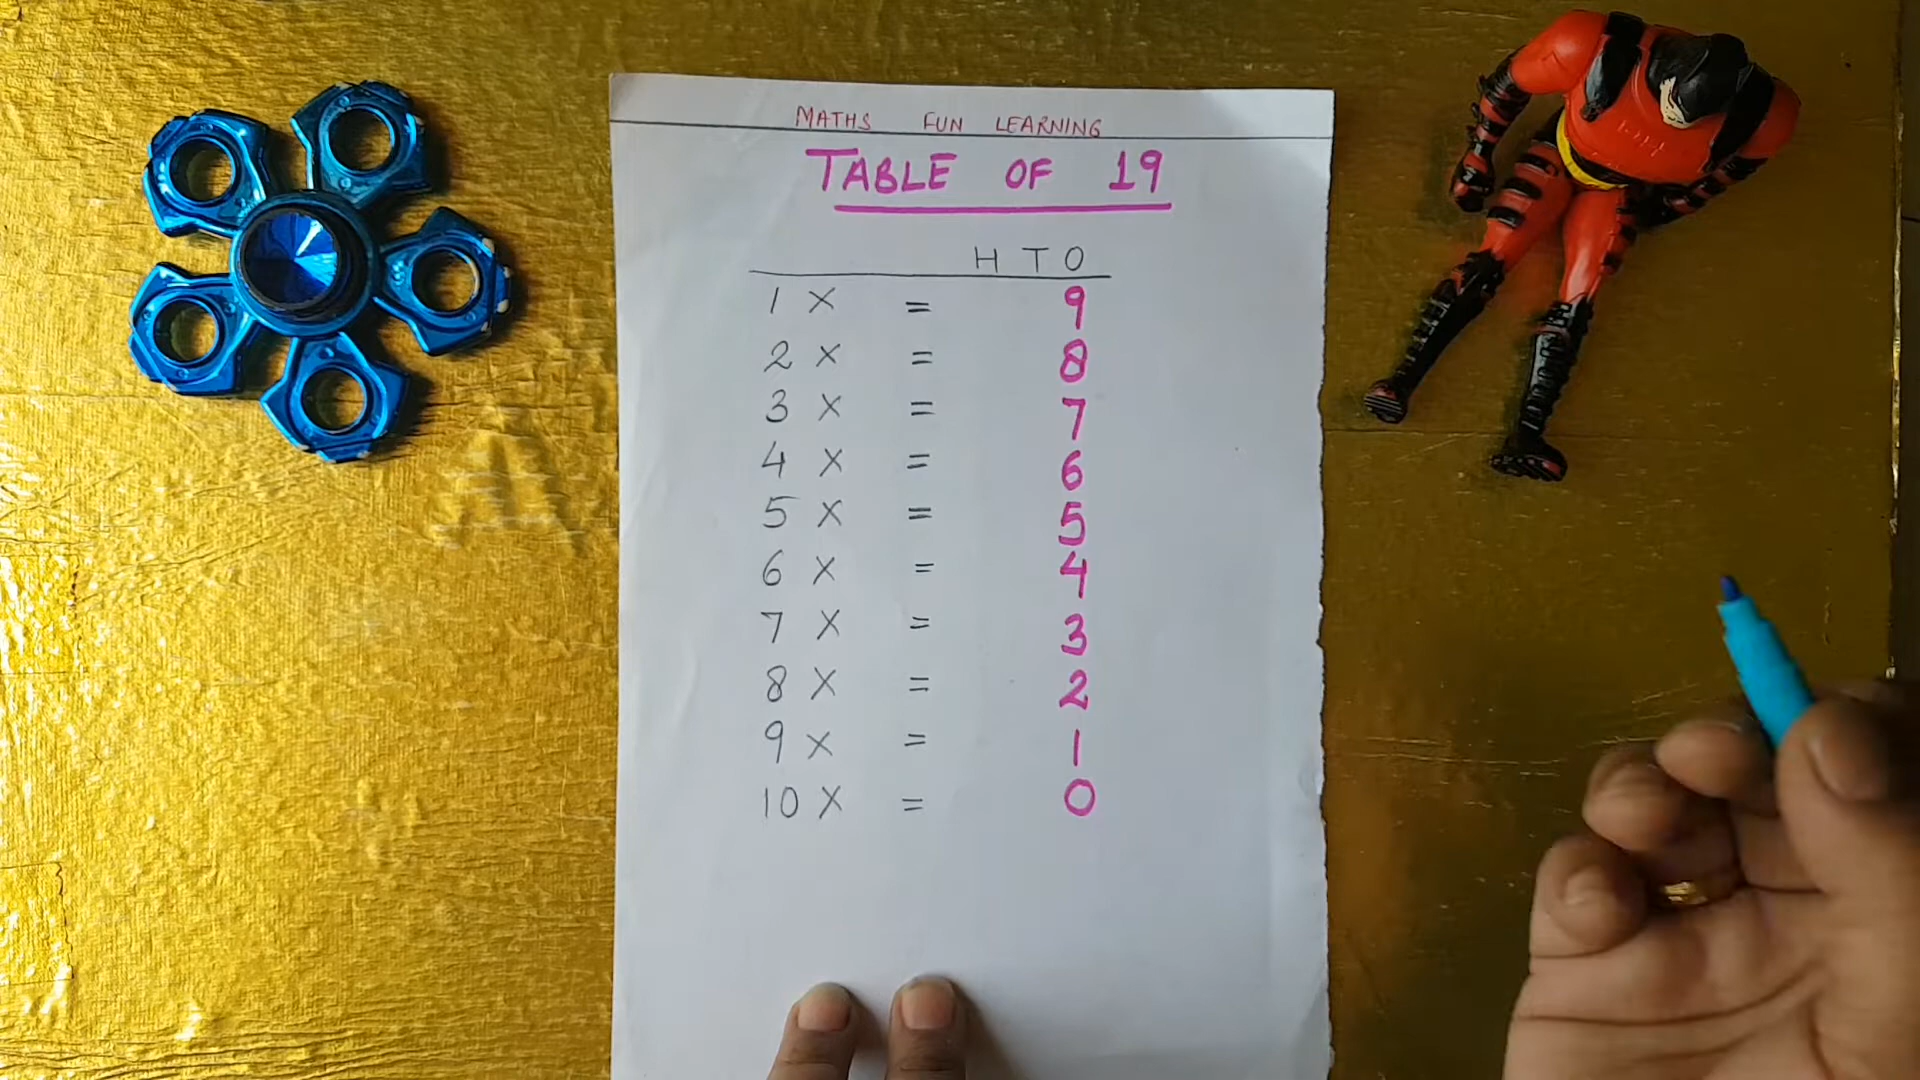 MATHS FUN LEARNING
TABLE OF 19
H T O
1 X = 9
2 X = 8
3 X = 7
4 X = 6
5 X = 5
6 X = 4
7 X = 3
8 X = 2
9 X = 1
10 X = 0